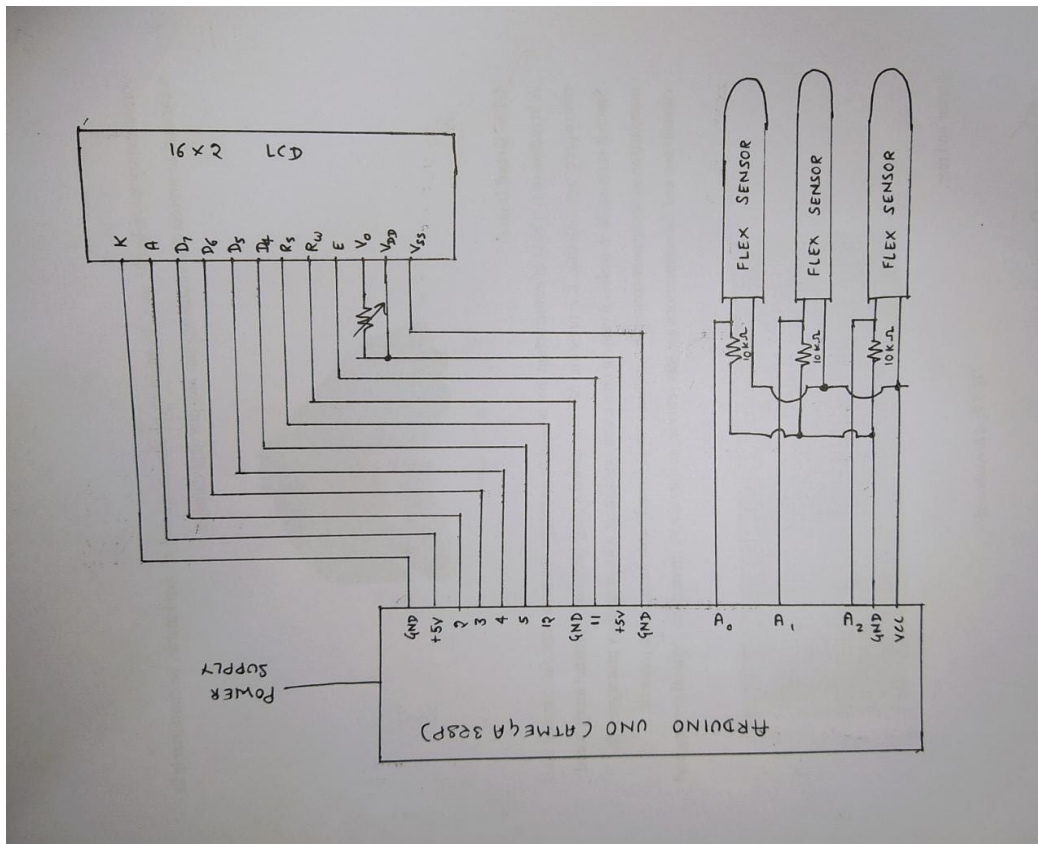 16 × 2 LCD
K
A
D7
D6
D5
D4
RS
RW
E
V0
VDD
VSS
FLEX SENSOR
FLEX SENSOR
FLEX SENSOR
10KΩ
10KΩ
10KΩ
GND
+5V
2
3
4
5
12
GND
11
+5V
GND
A0
A1
A2
GND
VCC
POWER
SUPPLY
ARDUINO UNO (ATMEGA 328P)